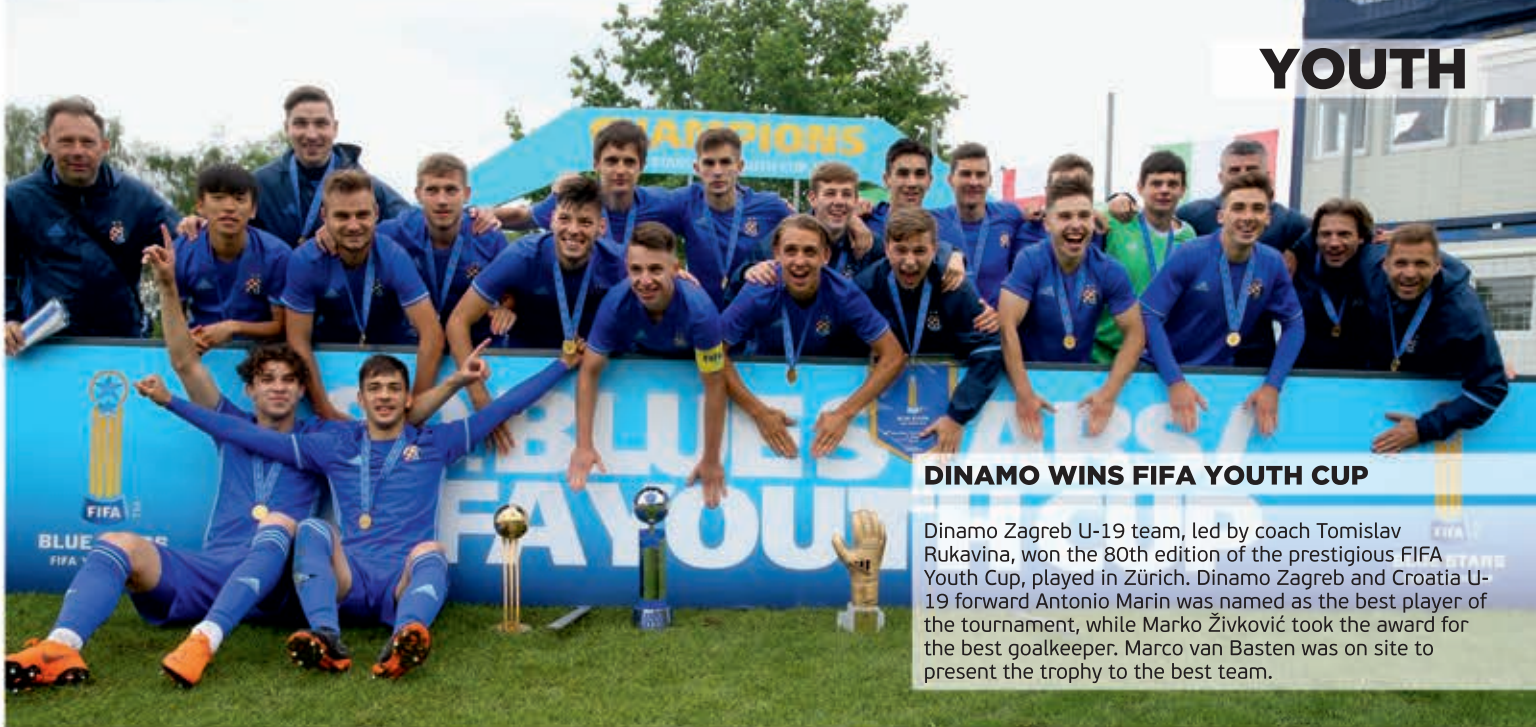 YOUTH
CHAMPIONS
FIFA
BLUE STARS/
FIFA YOUTH CUP
FIFA
DINAMO WINS FIFA YOUTH CUP
Dinamo Zagreb U-19 team, led by coach Tomislav
Rukavina, won the 80th edition of the prestigious FIFA
Youth Cup, played in Zürich. Dinamo Zagreb and Croatia U-
19 forward Antonio Marin was named as the best player of
the tournament, while Marko Živković took the award for
the best goalkeeper. Marco van Basten was on site to
present the trophy to the best team.